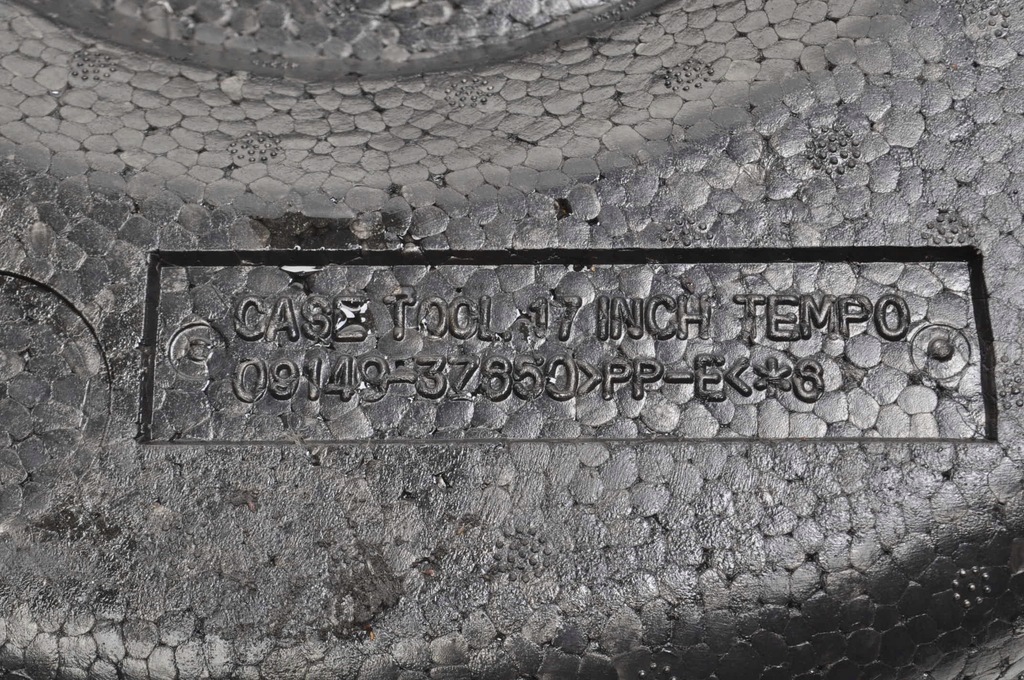 CASE TOOL.17 INCH TEMPO
09149-37650>PP-E<*6